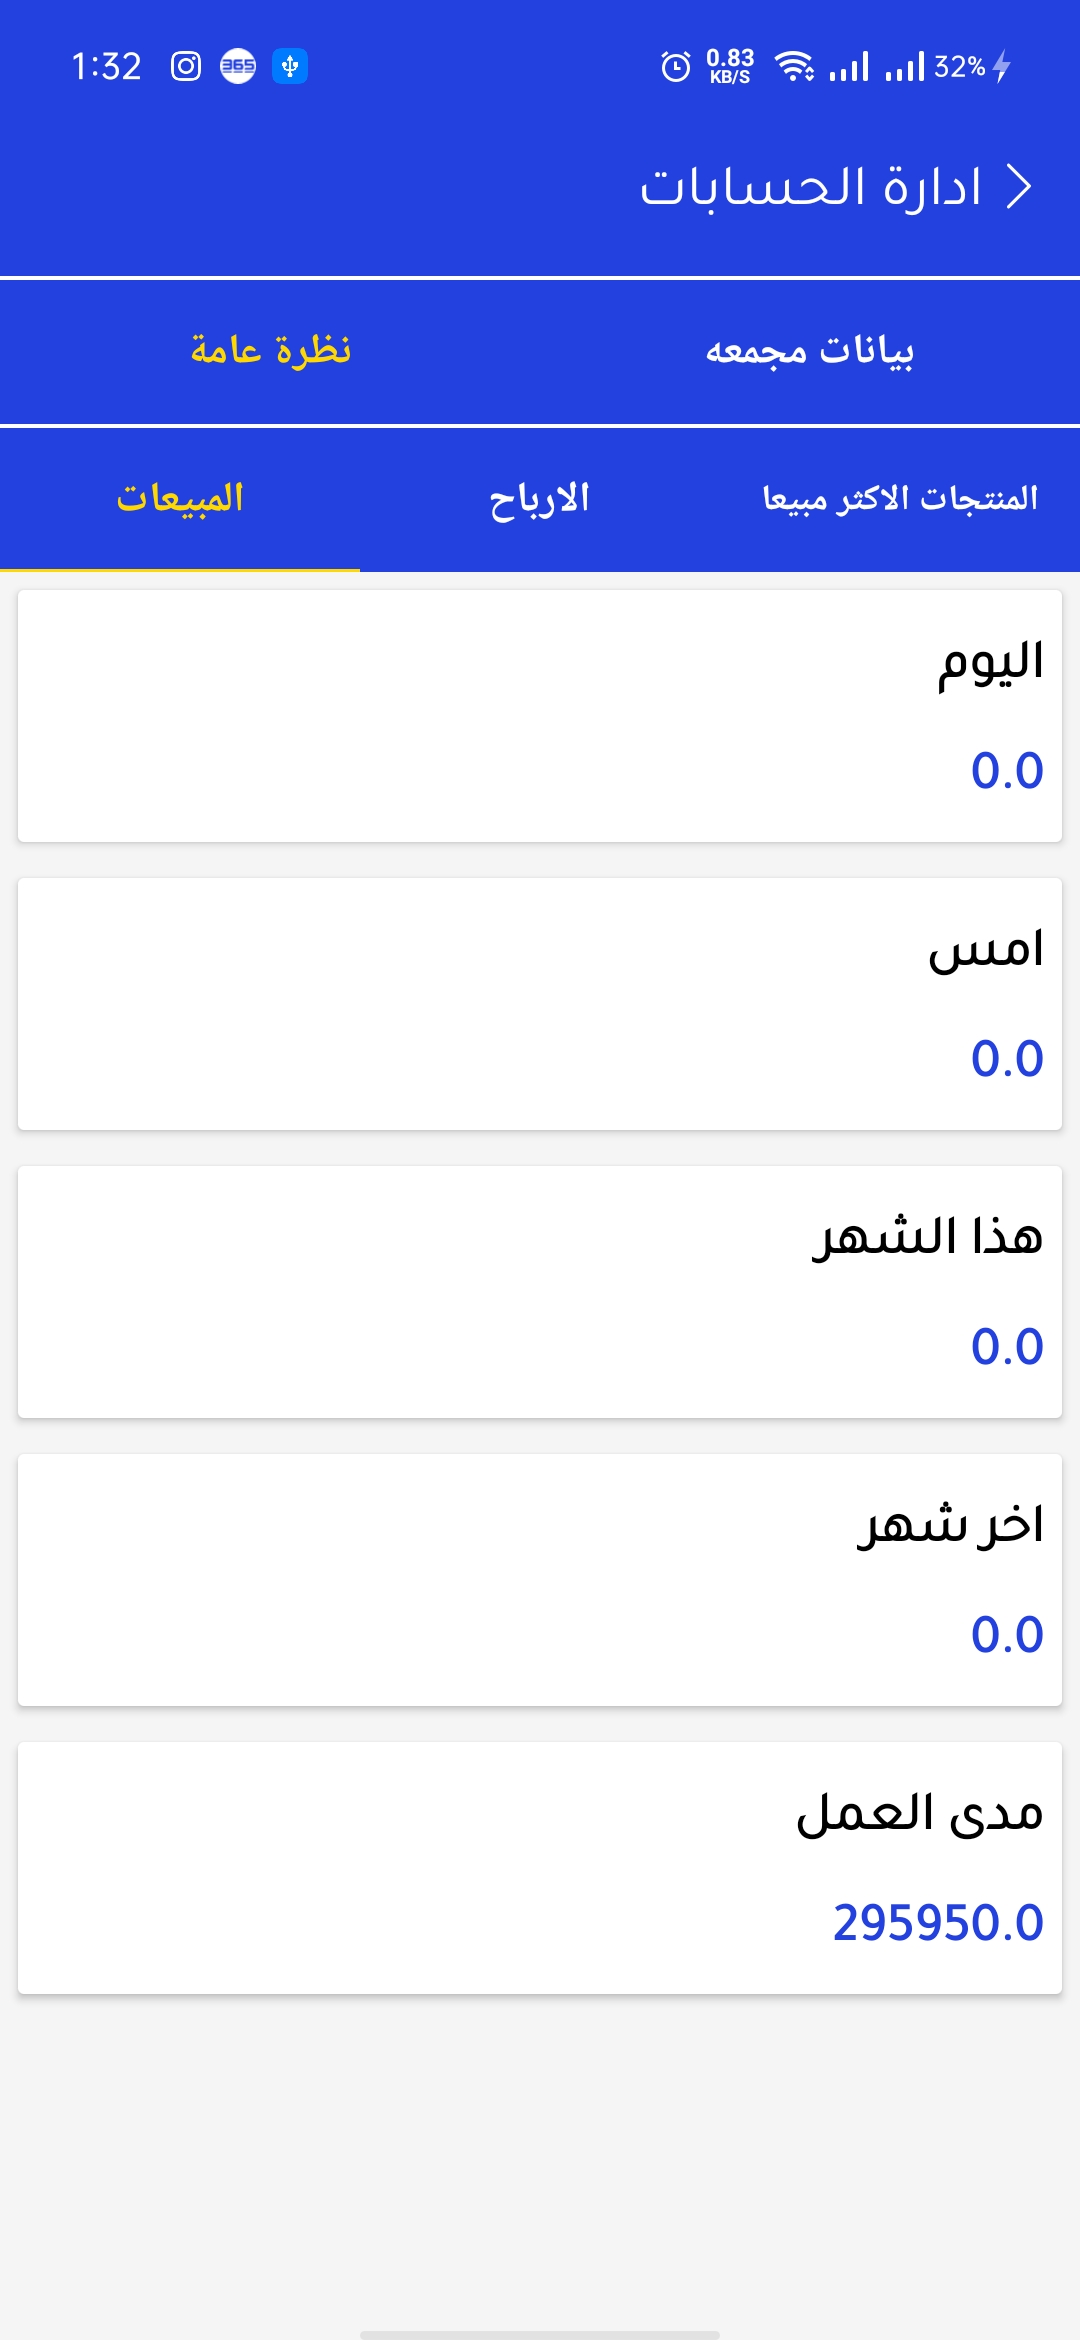 1:32 365 0.83 KB/S 32%
ادارة الحسابات
بيانات مجمعه نظرة عامة
المنتجات الاكثر مبيعا الارباح المبيعات
اليوم
0.0
امس
0.0
هذا الشهر
0.0
اخر شهر
0.0
مدى العمل
295950.0